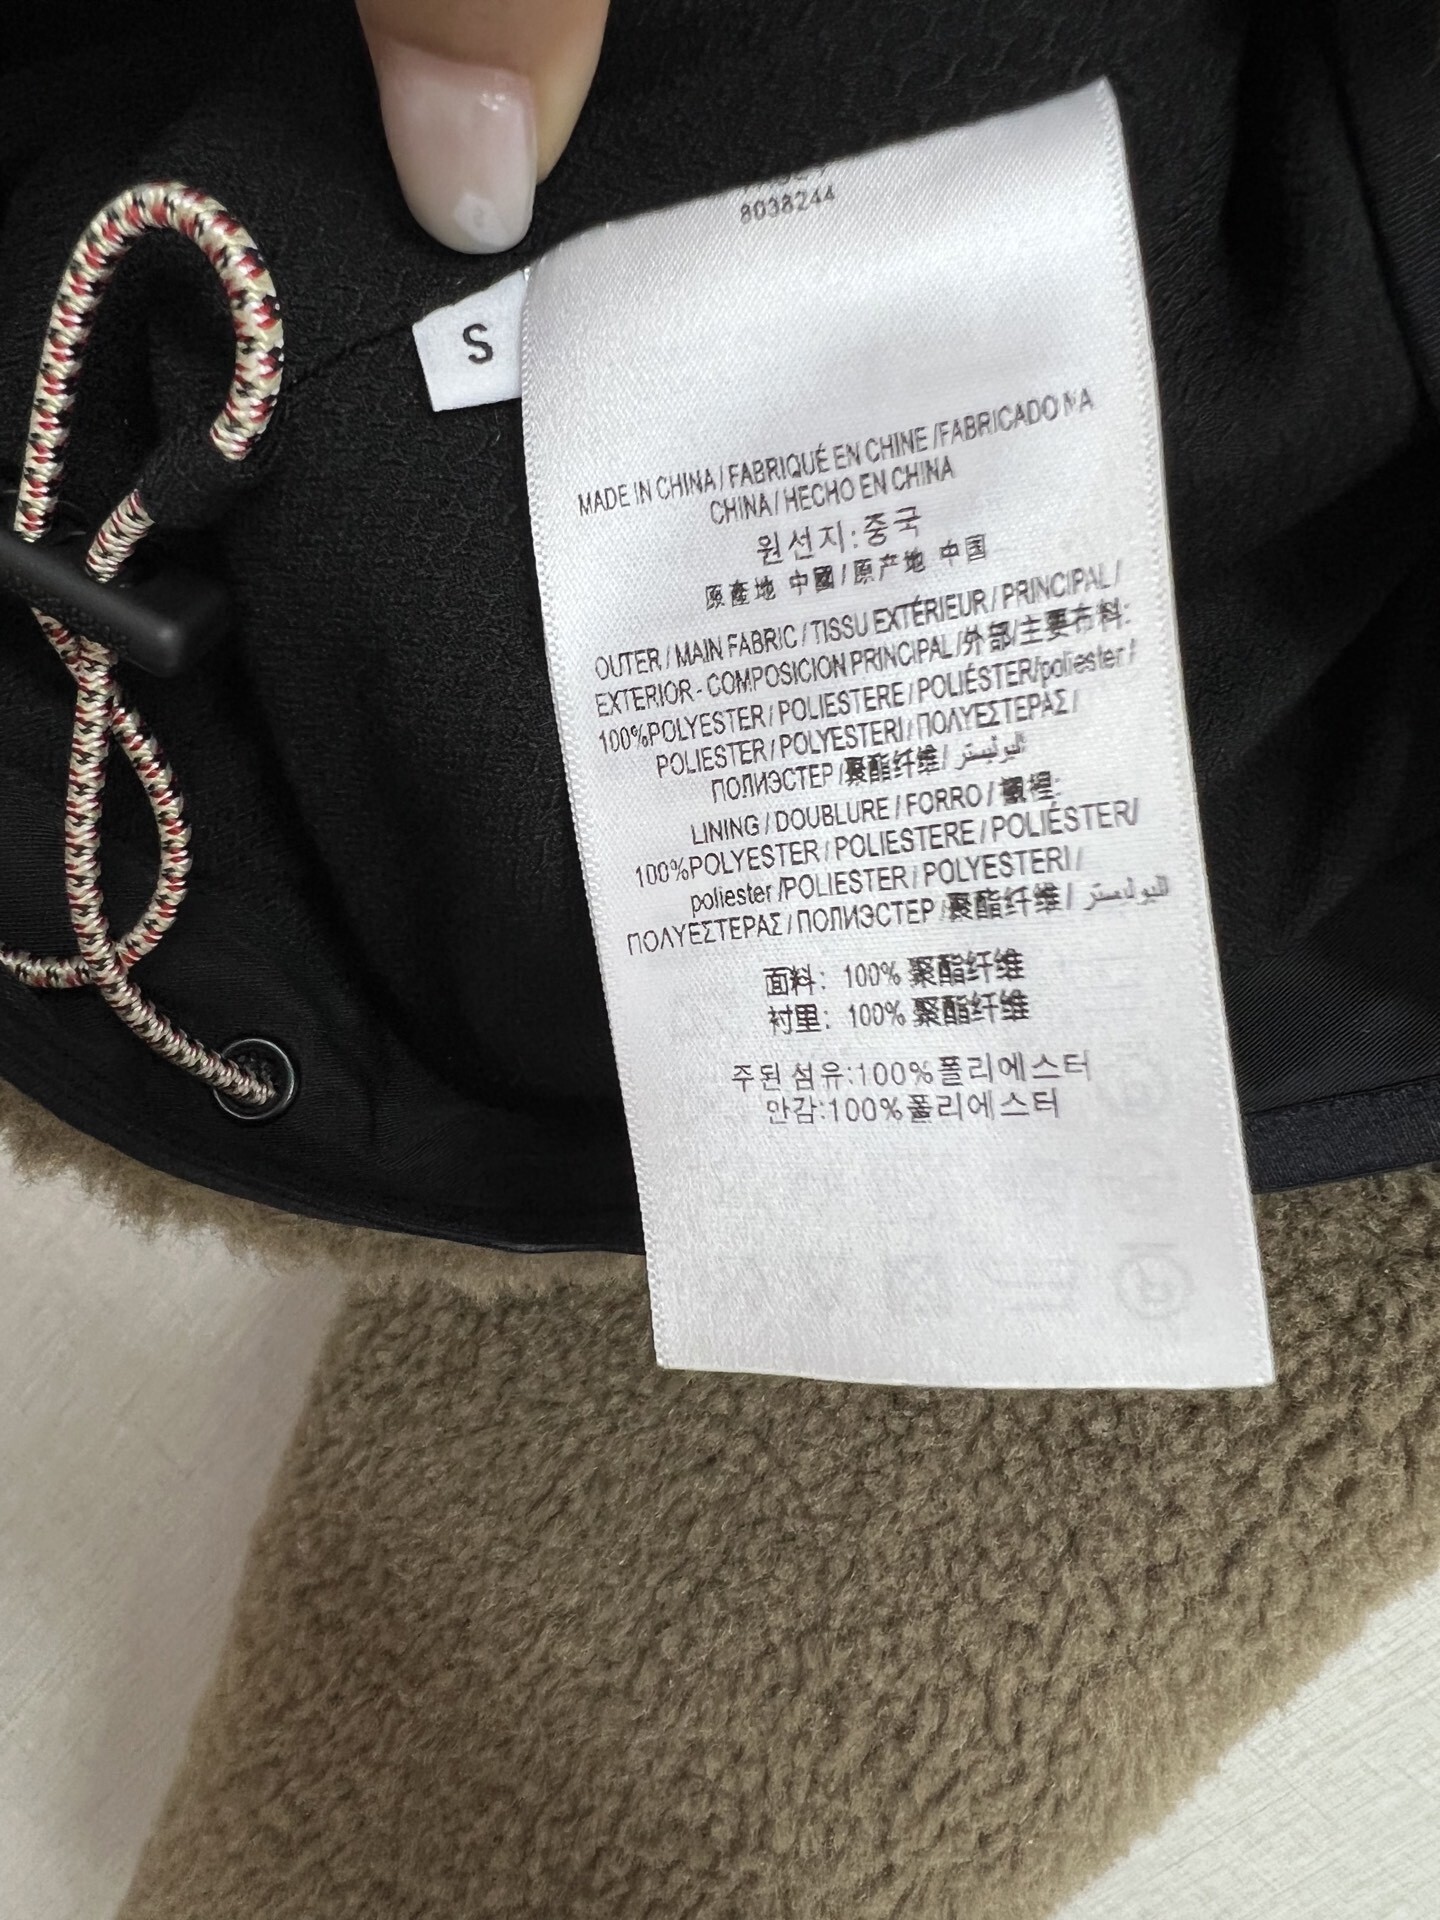 8038244
S
MADE IN CHINA / FABRIQUÉ EN CHINE /FABRICADO NA
CHINA / HECHO EN CHINA
원선지:중국
原產地 中國 / 原产地 中国
OUTER / MAIN FABRIC / TISSU EXTÉRIEUR / PRINCIPAL /
EXTERIOR - COMPOSICION PRINCIPAL /外部/主要布料:
100%POLYESTER / POLIESTERE / POLIÉSTER/poliester /
POLIESTER / POLYESTERI / ΠΟΛΥΕΣΤΕΡΑΣ /
ПОЛИЭСТЕР /聚酯纤维/ البوليستر
LINING / DOUBLURE / FORRO /
100%POLYESTER / POLIESTERE / POLIÉSTER/
poliester /POLIESTER / POLYESTERI /
ΠΟΛΥΕΣΤΕΡΑΣ / ПОЛИЭСТЕР /聚酯纤维 /
面料: 100% 聚酯纤维
衬里: 100% 聚酯纤维
주된 섬유:100%폴리에스터
안감:100%폴리에스터